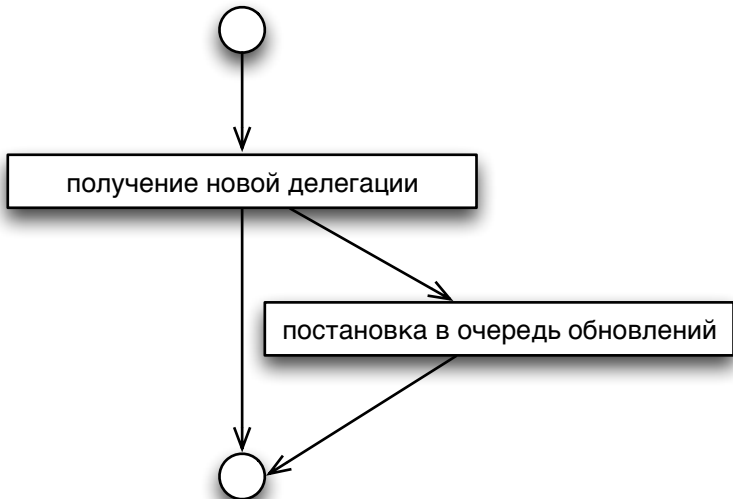 получение новой делегации
постановка в очередь обновлений